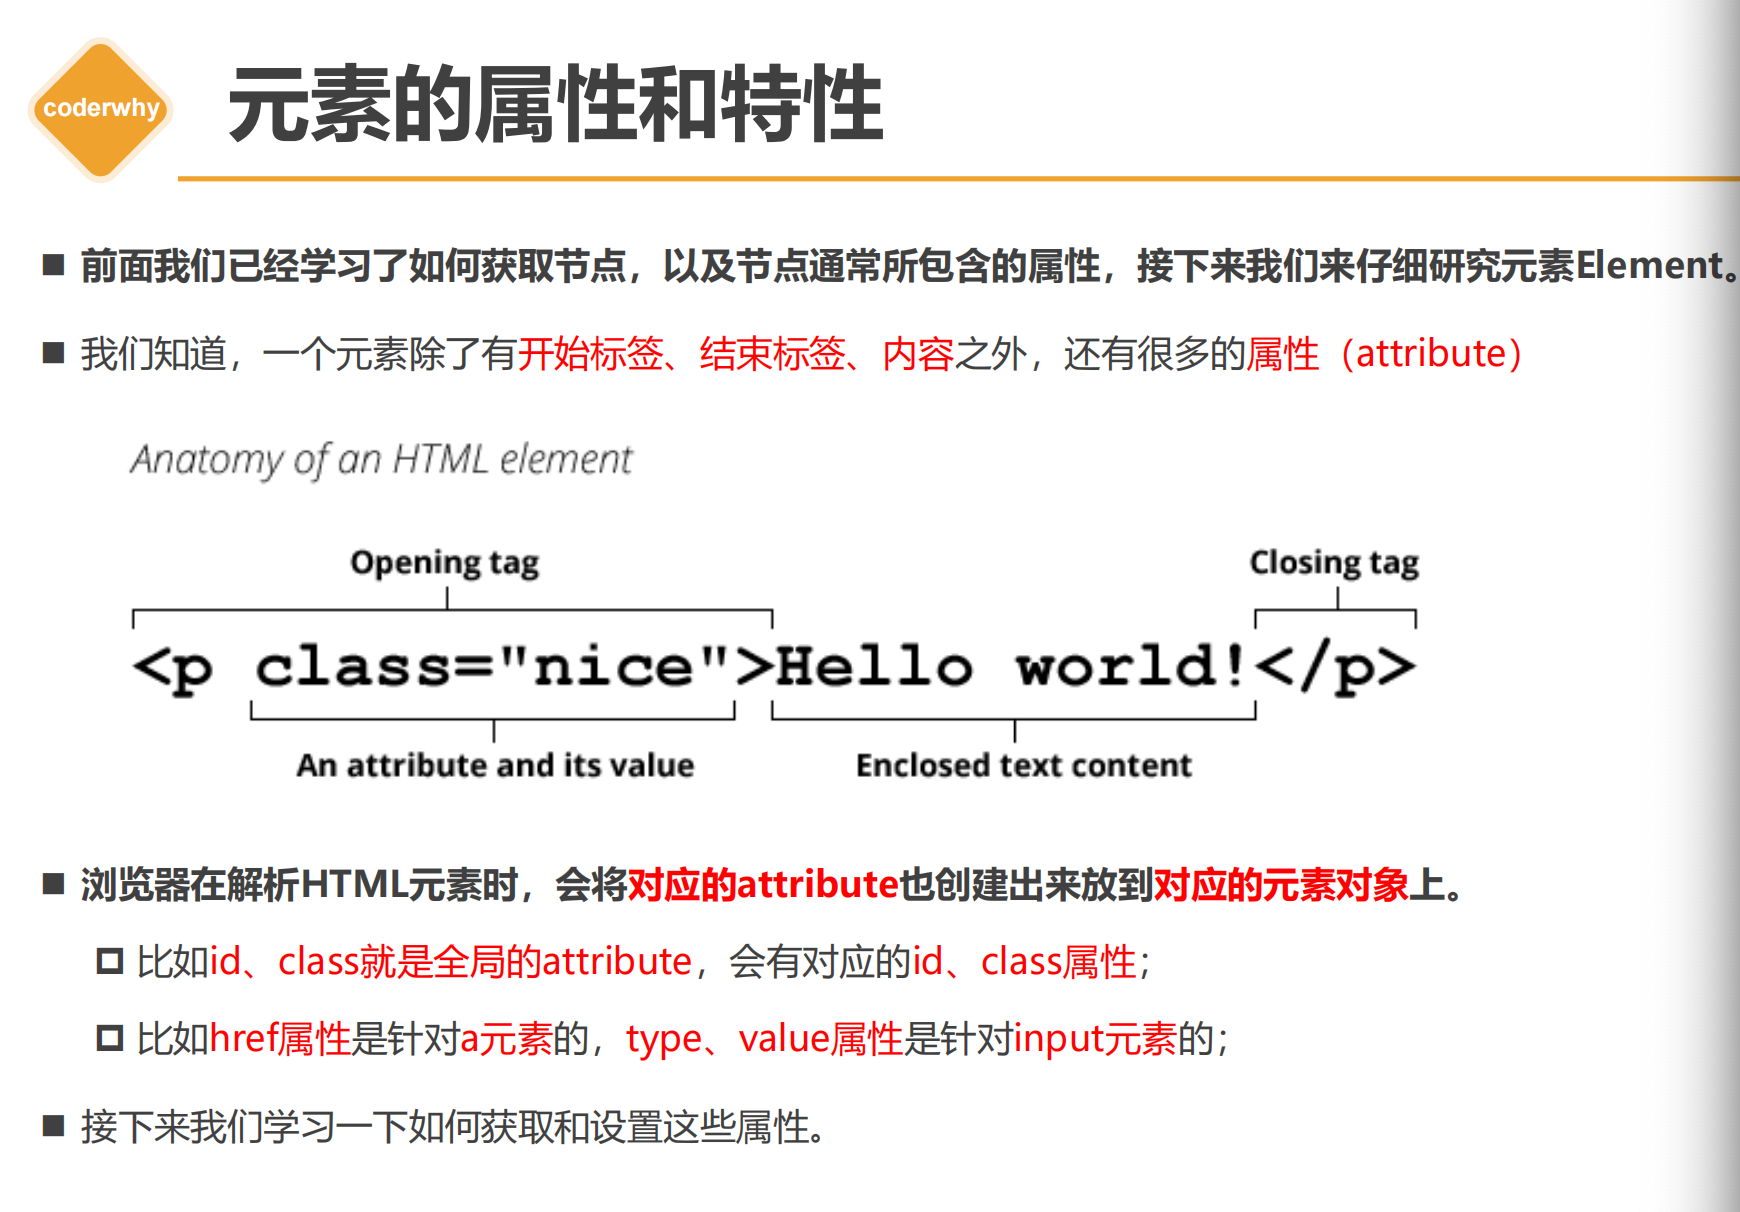 coderwhy
元素的属性和特性
前面我们已经学习了如何获取节点，以及节点通常所包含的属性，接下来我们来仔细研究元素Element。
我们知道，一个元素除了有开始标签、结束标签、内容之外，还有很多的属性（attribute）
Anatomy of an HTML element
Opening tag
Closing tag
<p class="nice">Hello world!</p>
An attribute and its value
Enclosed text content
浏览器在解析HTML元素时，会将对应的attribute也创建出来放到对应的元素对象上。
比如id、class就是全局的attribute，会有对应的id、class属性；
比如href属性是针对a元素的，type、value属性是针对input元素的；
接下来我们学习一下如何获取和设置这些属性。